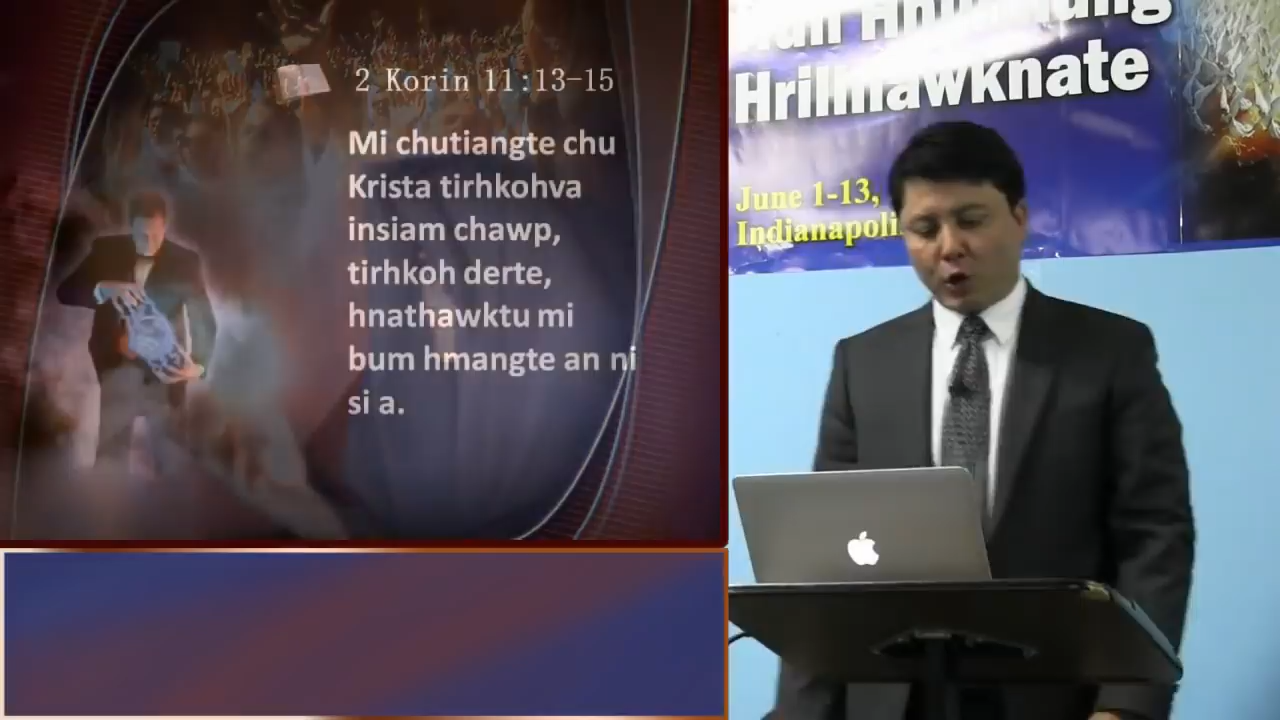 2 Korin 11:13-15
Mi chutiangte chu
Krista tirhkohva
insiam chawp,
tirhkoh derte,
hnathawktu mi
bum hmangte an ni
si a.
Hrilhhawknate
June 1-13,